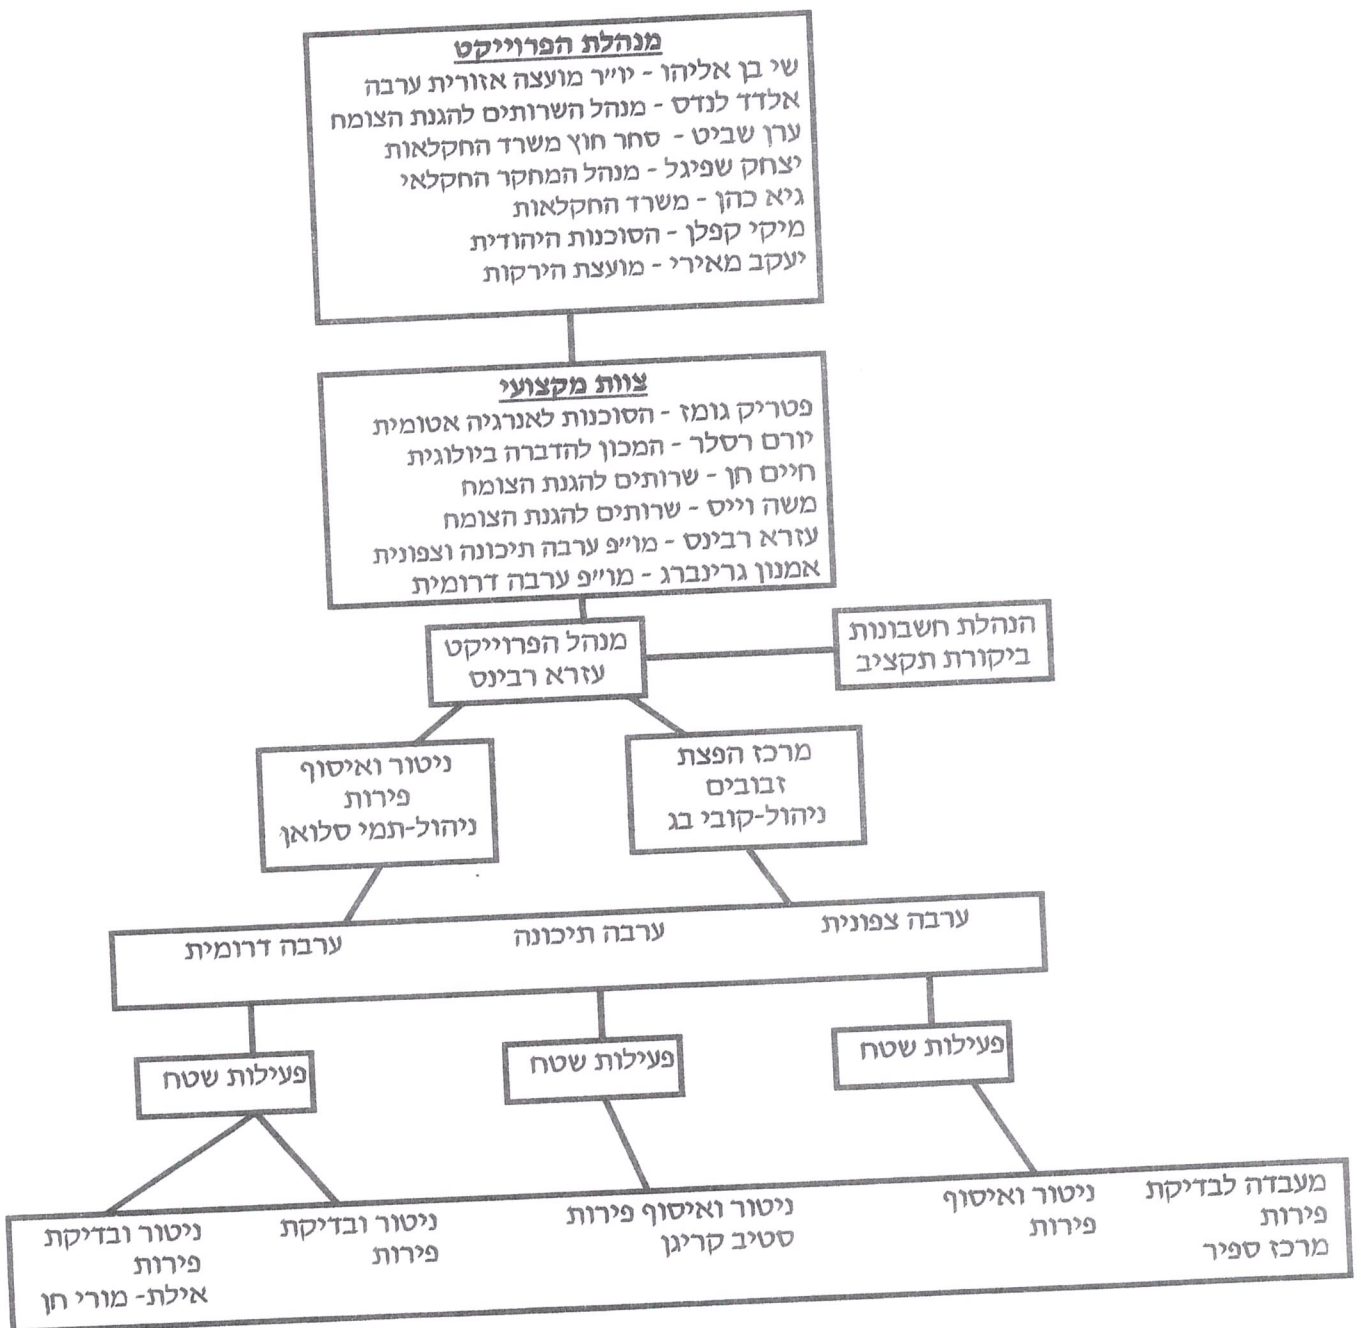 מנהלת הפרוייקט
שי בן אליהו - יו״ר מועצה אזורית ערבה
אלדד לנדס - מנהל השרותים להגנת הצומח
ערן שביט - סחר חוץ משרד החקלאות
יצחק שפיגל - מנהל המחקר החקלאי
גיא כהן - משרד החקלאות
מיקי קפלן - הסוכנות היהודית
יעקב מאירי - מועצת הירקות
צוות מקצועי
פטריק גומז - הסוכנות לאנרגיה אטומית
יורם רסלר - המכון להדברה ביולוגית
חיים חן - שרותים להגנת הצומח
משה וייס - שרותים להגנת הצומח
עזרא רבינס - מו״פ ערבה תיכונה וצפונית
אמנון גרינברג - מו״פ ערבה דרומית
מנהל הפרוייקט
עזרא רבינס
הנהלת חשבונות
ביקורת תקציב
מרכז הפצת
זבובים
ניהול-קובי בג
ניטור ואיסוף
פירות
ניהול-תמי סלואן
ערבה צפונית
ערבה תיכונה
ערבה דרומית
פעילות שטח
פעילות שטח
פעילות שטח
מעבדה לבדיקת
פירות
מרכז ספיר
ניטור ואיסוף
פירות
ניטור ואיסוף פירות
סטיב קריגן
ניטור ובדיקת
פירות
ניטור ובדיקת
פירות
אילת- מורי חן